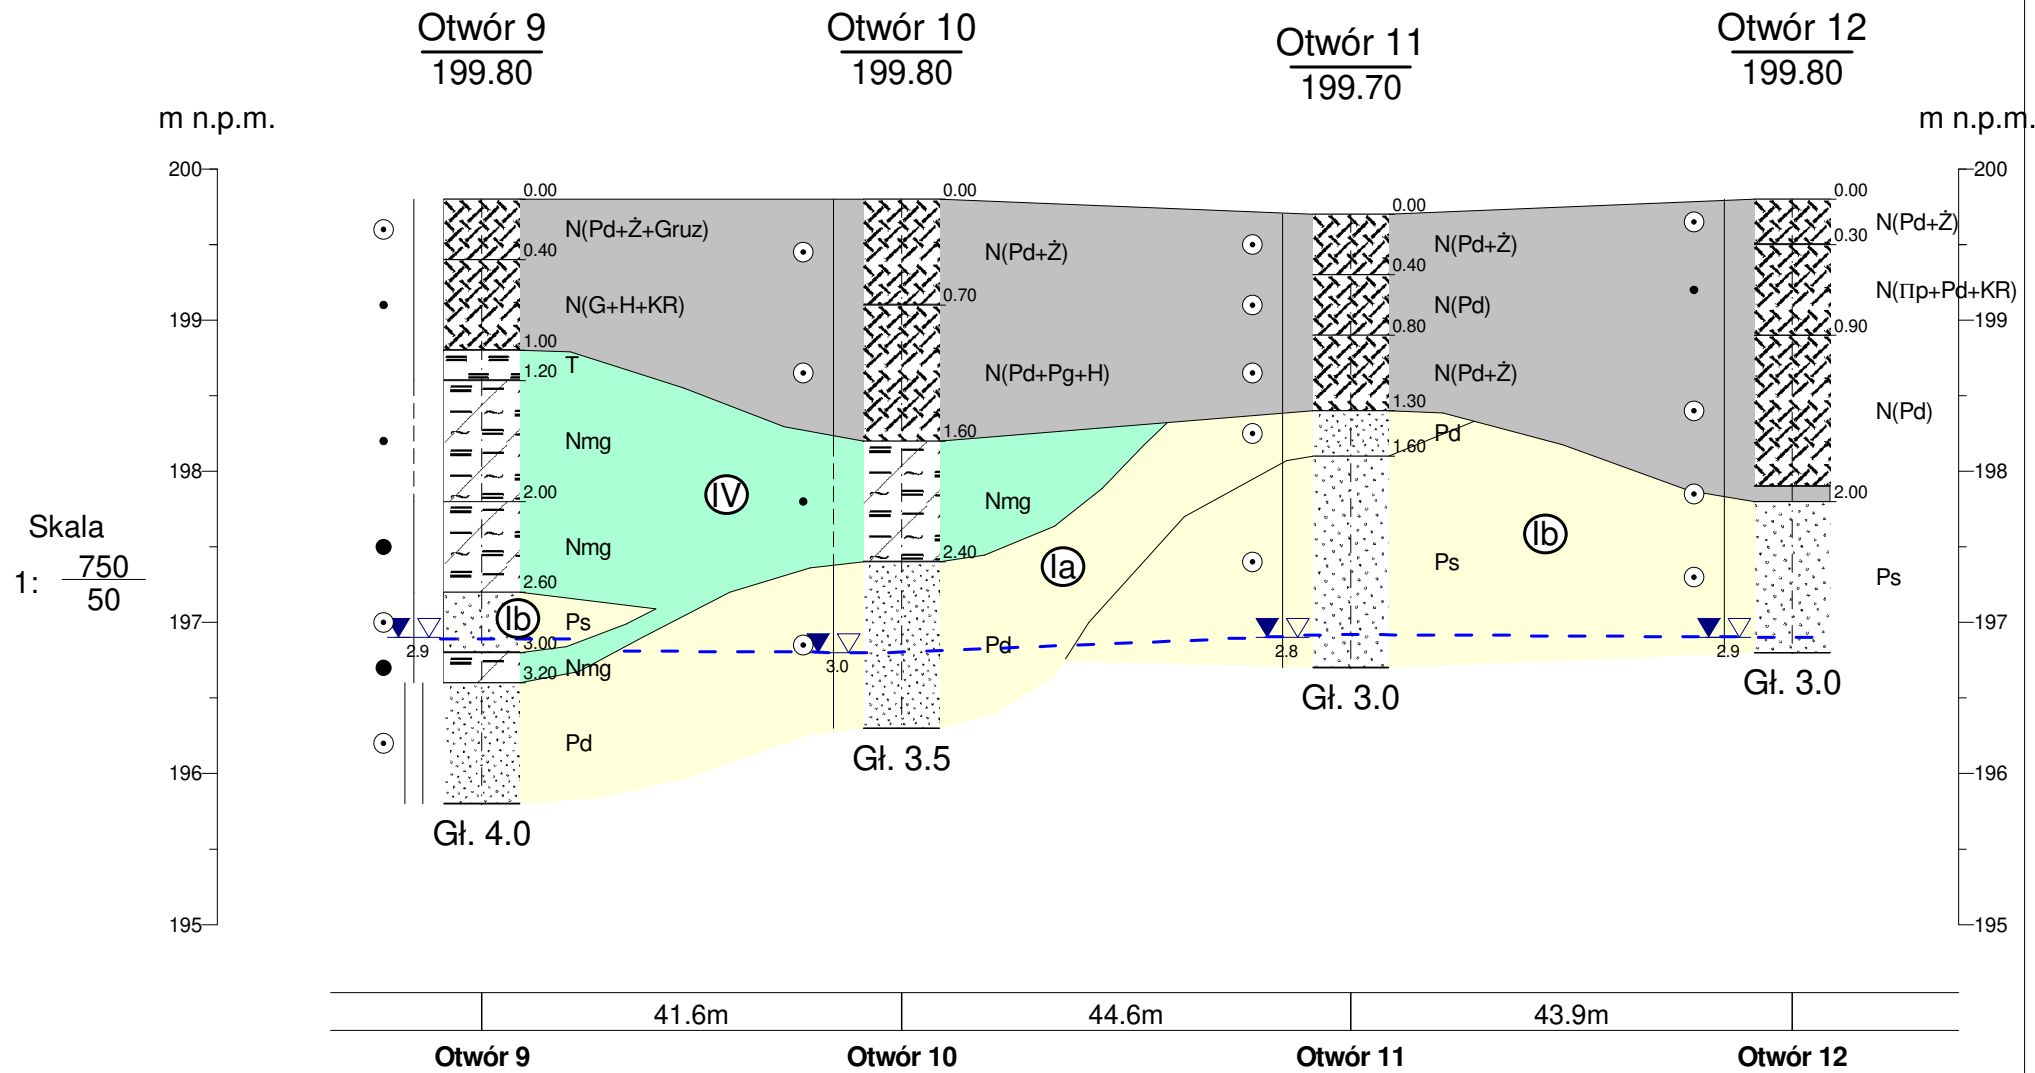 Otwór 9
199.80
Otwór 10
199.80
Otwór 11
199.70
Otwór 12
199.80
m n.p.m.
m n.p.m.
200
199
198
197
196
195
Skala
1: 750
50
0.00
N(Pd+Ż+Gruz)
0.40
N(G+H+KR)
1.00
T
1.20
Nmg
2.00
Nmg
2.60
Ib
Ps
3.00
Nmg
3.20
Pd
2.9
Gł. 4.0
IV
0.00
N(Pd+Ż)
0.70
N(Pd+Pg+H)
1.60
Nmg
2.40
Ia
Pd
3.0
Gł. 3.5
0.00
N(Pd+Ż)
0.40
N(Pd)
0.80
N(Pd+Ż)
1.30
Pd
1.60
Ib
Ps
2.8
Gł. 3.0
0.00
N(Pd+Ż)
0.30
N(Πp+Pd+KR)
0.90
N(Pd)
2.00
Ps
2.9
Gł. 3.0
200
199
198
197
196
195
41.6m
44.6m
43.9m
Otwór 9
Otwór 10
Otwór 11
Otwór 12